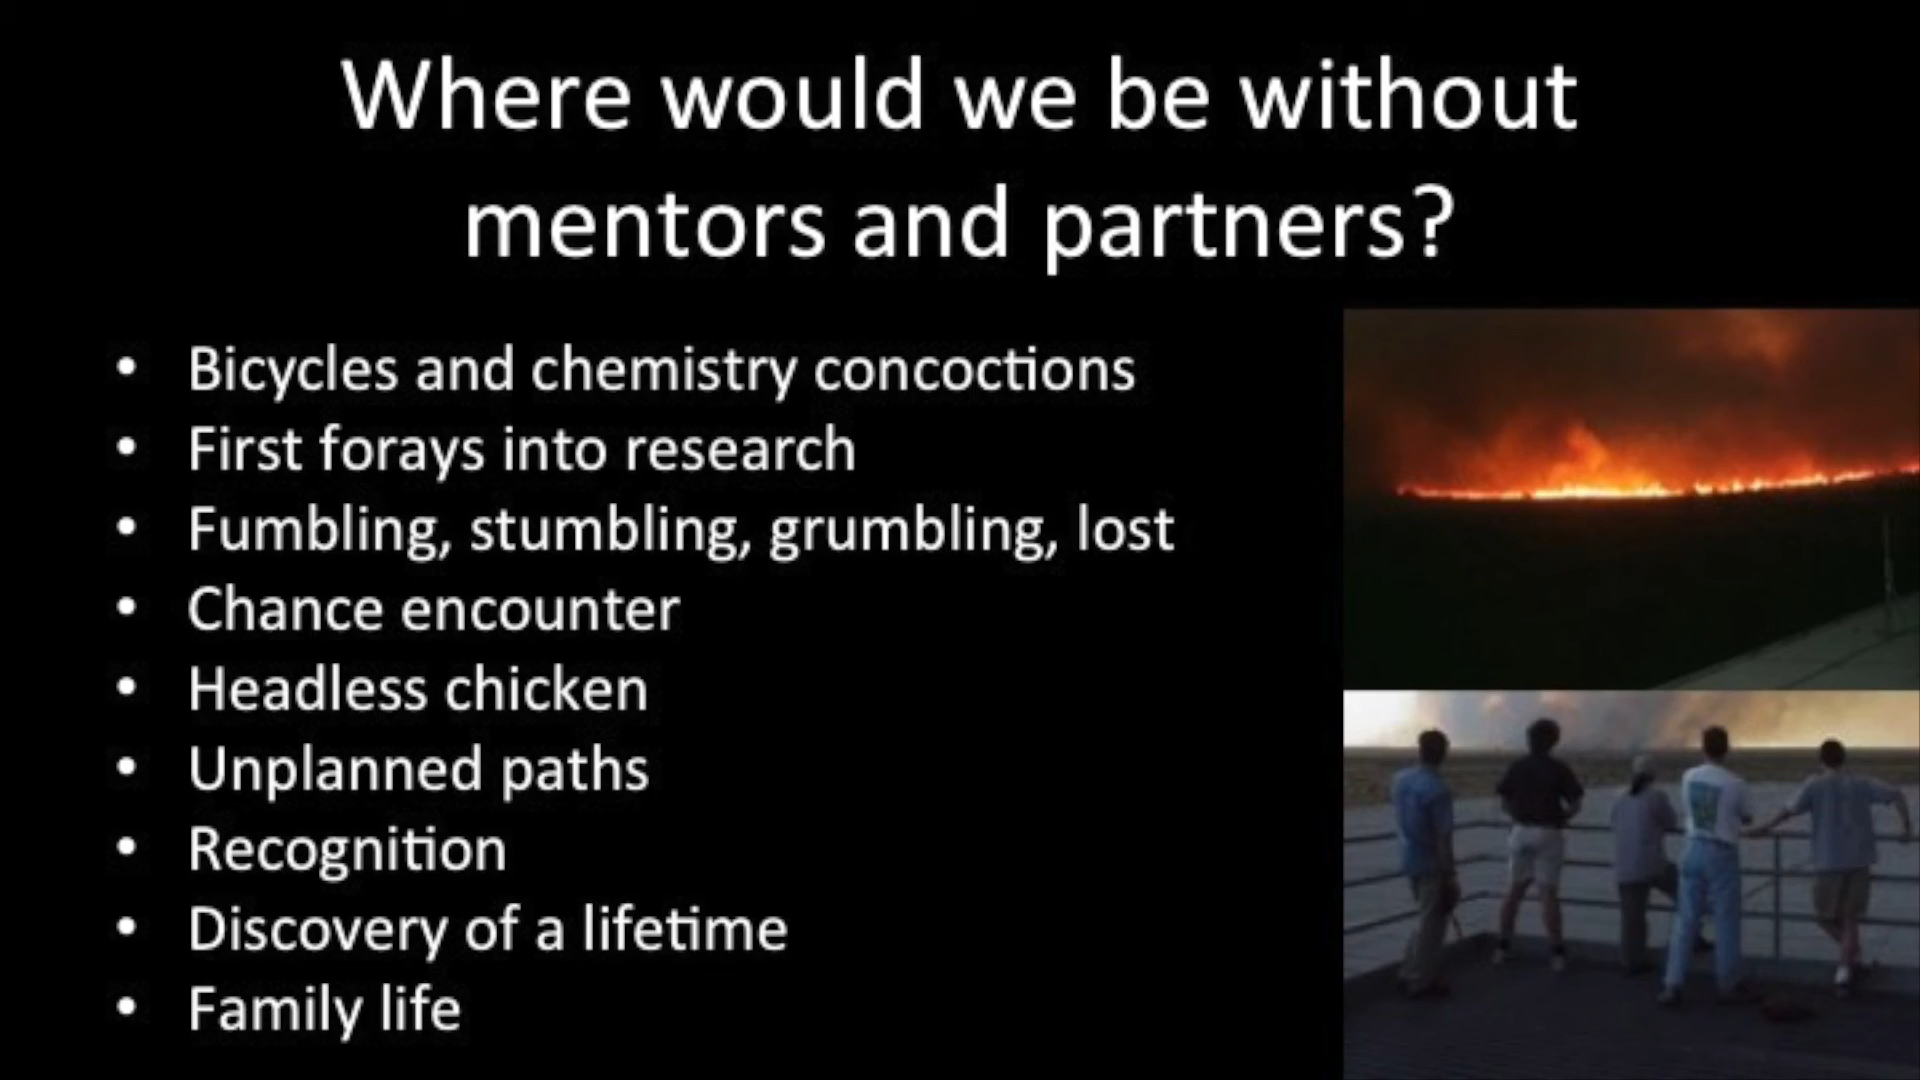 Where would we be without
mentors and partners?
• Bicycles and chemistry concoctions
• First forays into research
• Fumbling, stumbling, grumbling, lost
• Chance encounter
• Headless chicken
• Unplanned paths
• Recognition
• Discovery of a lifetime
• Family life